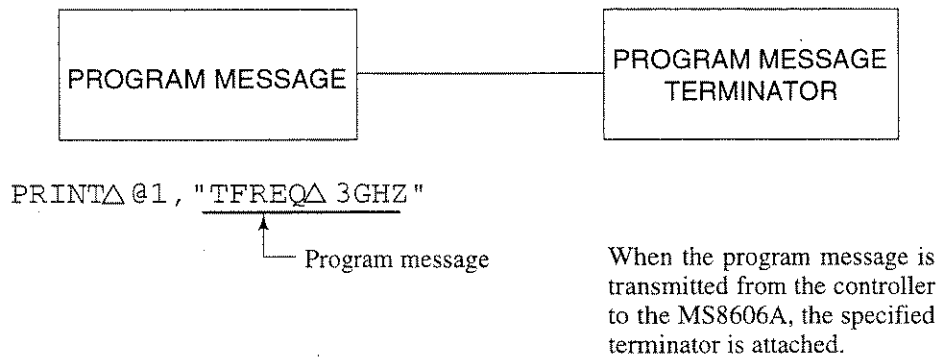 PROGRAM MESSAGE
PROGRAM MESSAGE
TERMINATOR
PRINT△@1,"TFREQ△ 3GHZ"
Program message
When the program message is
transmitted from the controller
to the MS8606A, the specified
terminator is attached.